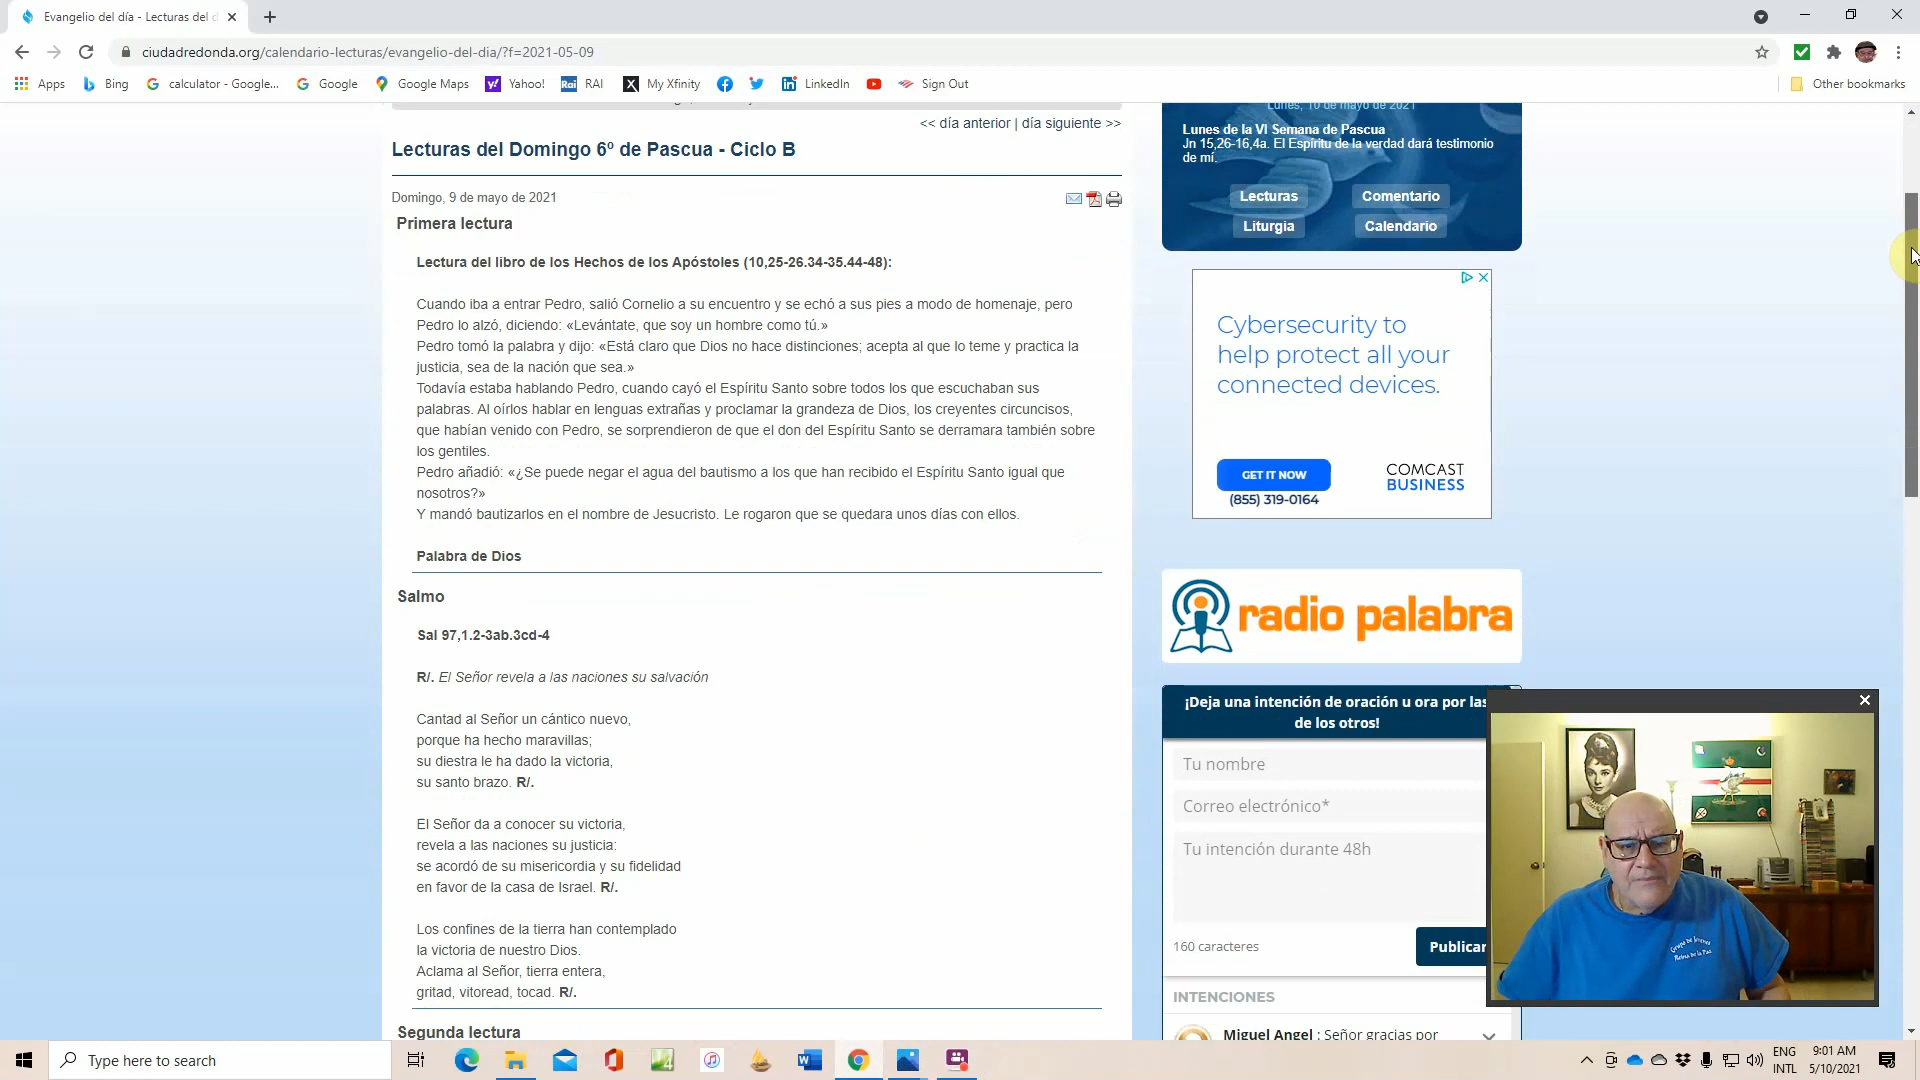 Evangelio del día - Lecturas del d
ciudadredonda.org/calendario-lecturas/evangelio-del-dia/?f=2021-05-09
Apps
Bing
calculator - Google...
Google
Google Maps
Yahoo!
RAI
My Xfinity
LinkedIn
Sign Out
Other bookmarks
<< día anterior | día siguiente >>
Lecturas del Domingo 6º de Pascua - Ciclo B
Domingo, 9 de mayo de 2021
Primera lectura
Lectura del libro de los Hechos de los Apóstoles (10,25-26.34-35.44-48):
Cuando iba a entrar Pedro, salió Cornelio a su encuentro y se echó a sus pies a modo de homenaje, pero
Pedro lo alzó, diciendo: «Levántate, que soy un hombre como tú.»
Pedro tomó la palabra y dijo: «Está claro que Dios no hace distinciones; acepta al que lo teme y practica la
justicia, sea de la nación que sea.»
Todavía estaba hablando Pedro, cuando cayó el Espíritu Santo sobre todos los que escuchaban sus
palabras. Al oírlos hablar en lenguas extrañas y proclamar la grandeza de Dios, los creyentes circuncisos,
que habían venido con Pedro, se sorprendieron de que el don del Espíritu Santo se derramara también sobre
los gentiles.
Pedro añadió: «¿Se puede negar el agua del bautismo a los que han recibido el Espíritu Santo igual que
nosotros?»
Y mandó bautizarlos en el nombre de Jesucristo. Le rogaron que se quedara unos días con ellos.
Palabra de Dios
Salmo
Sal 97,1.2-3ab.3cd-4
R/. El Señor revela a las naciones su salvación
Cantad al Señor un cántico nuevo,
porque ha hecho maravillas;
su diestra le ha dado la victoria,
su santo brazo. R/.
El Señor da a conocer su victoria,
revela a las naciones su justicia:
se acordó de su misericordia y su fidelidad
en favor de la casa de Israel. R/.
Los confines de la tierra han contemplado
la victoria de nuestro Dios.
Aclama al Señor, tierra entera,
gritad, vitoread, tocad. R/.
Segunda lectura
Lunes, 10 de mayo de 2021
Lunes de la VI Semana de Pascua
Jn 15,26-16,4a. El Espíritu de la verdad dará testimonio
de mí.
Lecturas
Comentario
Liturgia
Calendario
Cybersecurity to
help protect all your
connected devices.
GET IT NOW
(855) 319-0164
COMCAST
BUSINESS
radio palabra
¡Deja una intención de oración u ora por las
de los otros!
Tu nombre
Correo electrónico*
Tu intención durante 48h
160 caracteres
Publicar
INTENCIONES
Miguel Angel : Señor gracias por
Grupo de Jovenes
Reina de la Paz
Type here to search
ENG
INTL
9:01 AM
5/10/2021